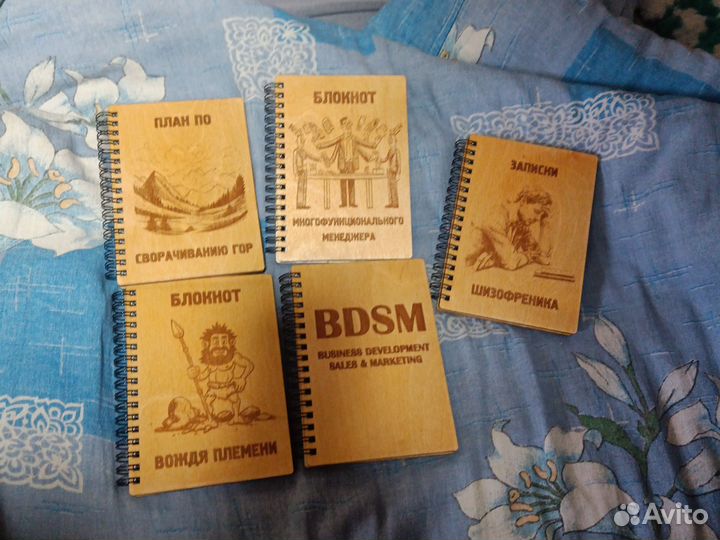 ПЛАН ПО
СВОРАЧИВАНИЮ ГОР
БЛОКНОТ
МНОГОФУНКЦИОНАЛЬНОГО
МЕНЕДЖЕРА
ЗАПИСКИ
ШИЗОФРЕНИКА
БЛОКНОТ
ВОЖДЯ ПЛЕМЕНИ
BDSM
BUSINESS DEVELOPMENT
SALES & MARKETING
Avito